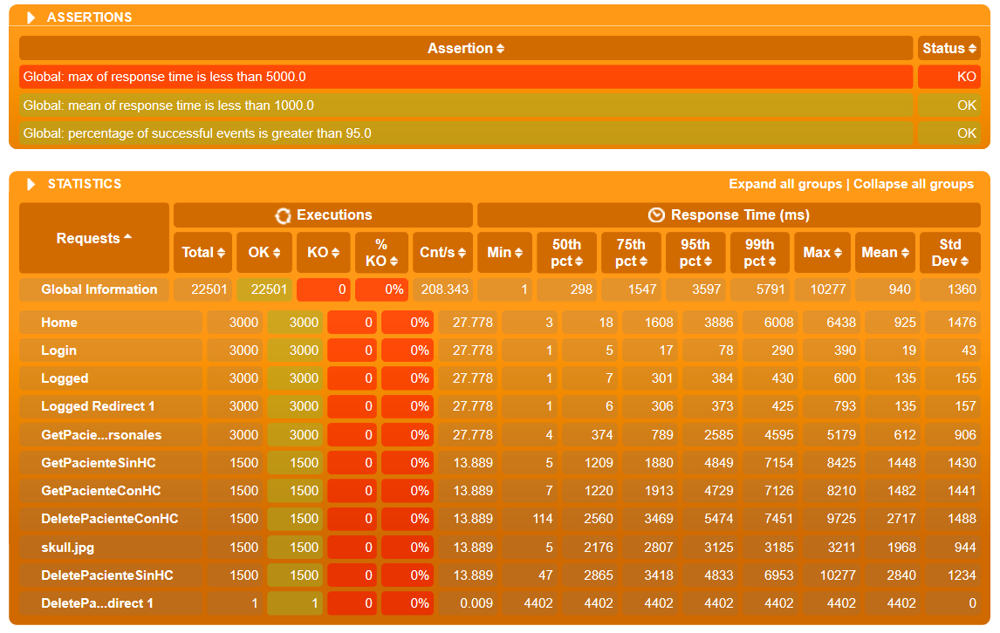 ASSERTIONS
Assertion Status
Global: max of response time is less than 5000.0 KO
Global: mean of response time is less than 1000.0 OK
Global: percentage of successful events is greater than 95.0 OK
STATISTICS Expand all groups | Collapse all groups
Requests Executions Response Time (ms)
Total OK KO % KO Cnt/s Min 50th pct 75th pct 95th pct 99th pct Max Mean Std Dev
Global Information 22501 22501 0 0% 208.343 1 298 1547 3597 5791 10277 940 1360
Home 3000 3000 0 0% 27.778 3 18 1608 3886 6008 6438 925 1476
Login 3000 3000 0 0% 27.778 1 5 17 78 290 390 19 43
Logged 3000 3000 0 0% 27.778 1 7 301 384 430 600 135 155
Logged Redirect 1 3000 3000 0 0% 27.778 1 6 306 373 425 793 135 157
GetPacie...rsonales 3000 3000 0 0% 27.778 4 374 789 2585 4595 5179 612 906
GetPacienteSinHC 1500 1500 0 0% 13.889 5 1209 1880 4849 7154 8425 1448 1430
GetPacienteConHC 1500 1500 0 0% 13.889 7 1220 1913 4729 7126 8210 1482 1441
DeletePacienteConHC 1500 1500 0 0% 13.889 114 2560 3469 5474 7451 9725 2717 1488
skull.jpg 1500 1500 0 0% 13.889 5 2176 2807 3125 3185 3211 1968 944
DeletePacienteSinHC 1500 1500 0 0% 13.889 47 2865 3418 4833 6953 10277 2840 1234
DeletePa...direct 1 1 1 0 0% 0.009 4402 4402 4402 4402 4402 4402 4402 0